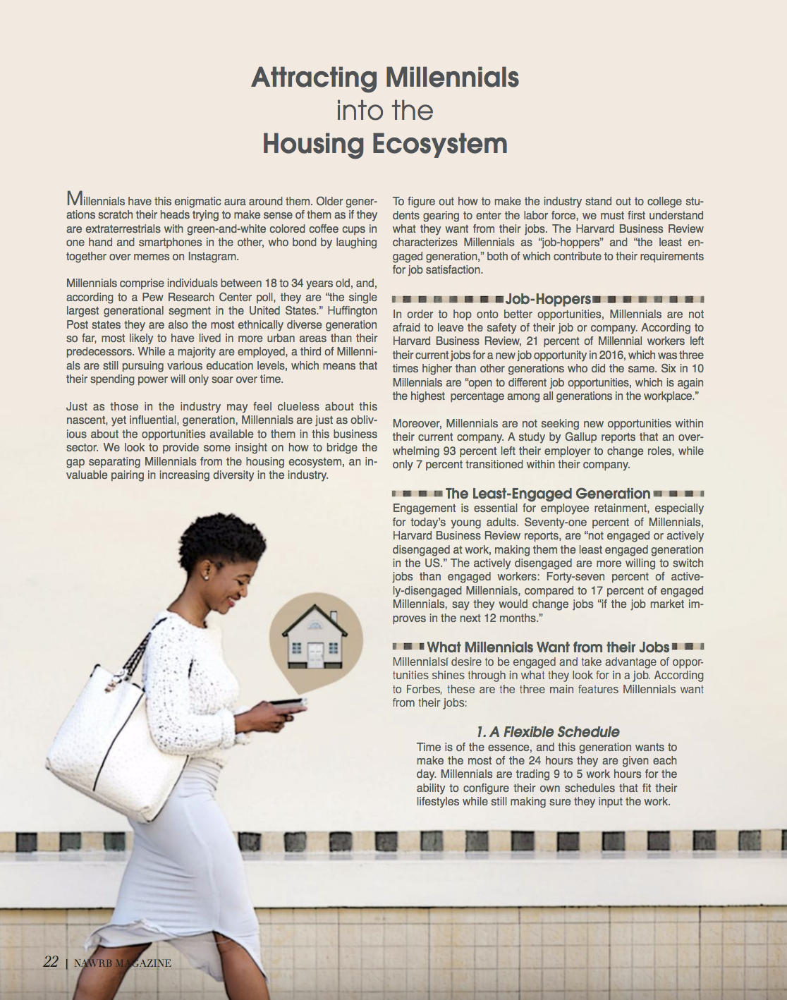 Attracting Millennials
into the
Housing Ecosystem
Millennials have this enigmatic aura around them. Older gener-
ations scratch their heads trying to make sense of them as if they
are extraterrestrials with green-and-white colored coffee cups in
one hand and smartphones in the other, who bond by laughing
together over memes on Instagram.
Millennials comprise individuals between 18 to 34 years old, and,
according to a Pew Research Center poll, they are “the single
largest generational segment in the United States.” Huffington
Post states they are also the most ethnically diverse generation
so far, most likely to have lived in more urban areas than their
predecessors. While a majority are employed, a third of Millenni-
als are still pursuing various education levels, which means that
their spending power will only soar over time.
Just as those in the industry may feel clueless about this
nascent, yet influential, generation, Millennials are just as obliv-
ious about the opportunities available to them in this business
sector. We look to provide some insight on how to bridge the
gap separating Millennials from the housing ecosystem, an in-
valuable pairing in increasing diversity in the industry.
To figure out how to make the industry stand out to college stu-
dents gearing to enter the labor force, we must first understand
what they want from their jobs. The Harvard Business Review
characterizes Millennials as “job-hoppers” and “the least en-
gaged generation,” both of which contribute to their requirements
for job satisfaction.
Job-Hoppers
In order to hop onto better opportunities, Millennials are not
afraid to leave the safety of their job or company. According to
Harvard Business Review, 21 percent of Millennial workers left
their current jobs for a new job opportunity in 2016, which was three
times higher than other generations who did the same. Six in 10
Millennials are “open to different job opportunities, which is again
the highest percentage among all generations in the workplace.”
Moreover, Millennials are not seeking new opportunities within
their current company. A study by Gallup reports that an over-
whelming 93 percent left their employer to change roles, while
only 7 percent transitioned within their company.
The Least-Engaged Generation
Engagement is essential for employee retainment, especially
for today’s young adults. Seventy-one percent of Millennials,
Harvard Business Review reports, are “not engaged or actively
disengaged at work, making them the least engaged generation
in the US.” The actively disengaged are more willing to switch
jobs than engaged workers: Forty-seven percent of active-
ly-disengaged Millennials, compared to 17 percent of engaged
Millennials, say they would change jobs “if the job market im-
proves in the next 12 months.”
What Millennials Want from their Jobs
Millennialsí desire to be engaged and take advantage of oppor-
tunities shines through in what they look for in a job. According
to Forbes, these are the three main features Millennials want
from their jobs:
1. A Flexible Schedule
Time is of the essence, and this generation wants to
make the most of the 24 hours they are given each
day. Millennials are trading 9 to 5 work hours for the
ability to configure their own schedules that fit their
lifestyles while still making sure they input the work.
22 | NAWRB MAGAZINE